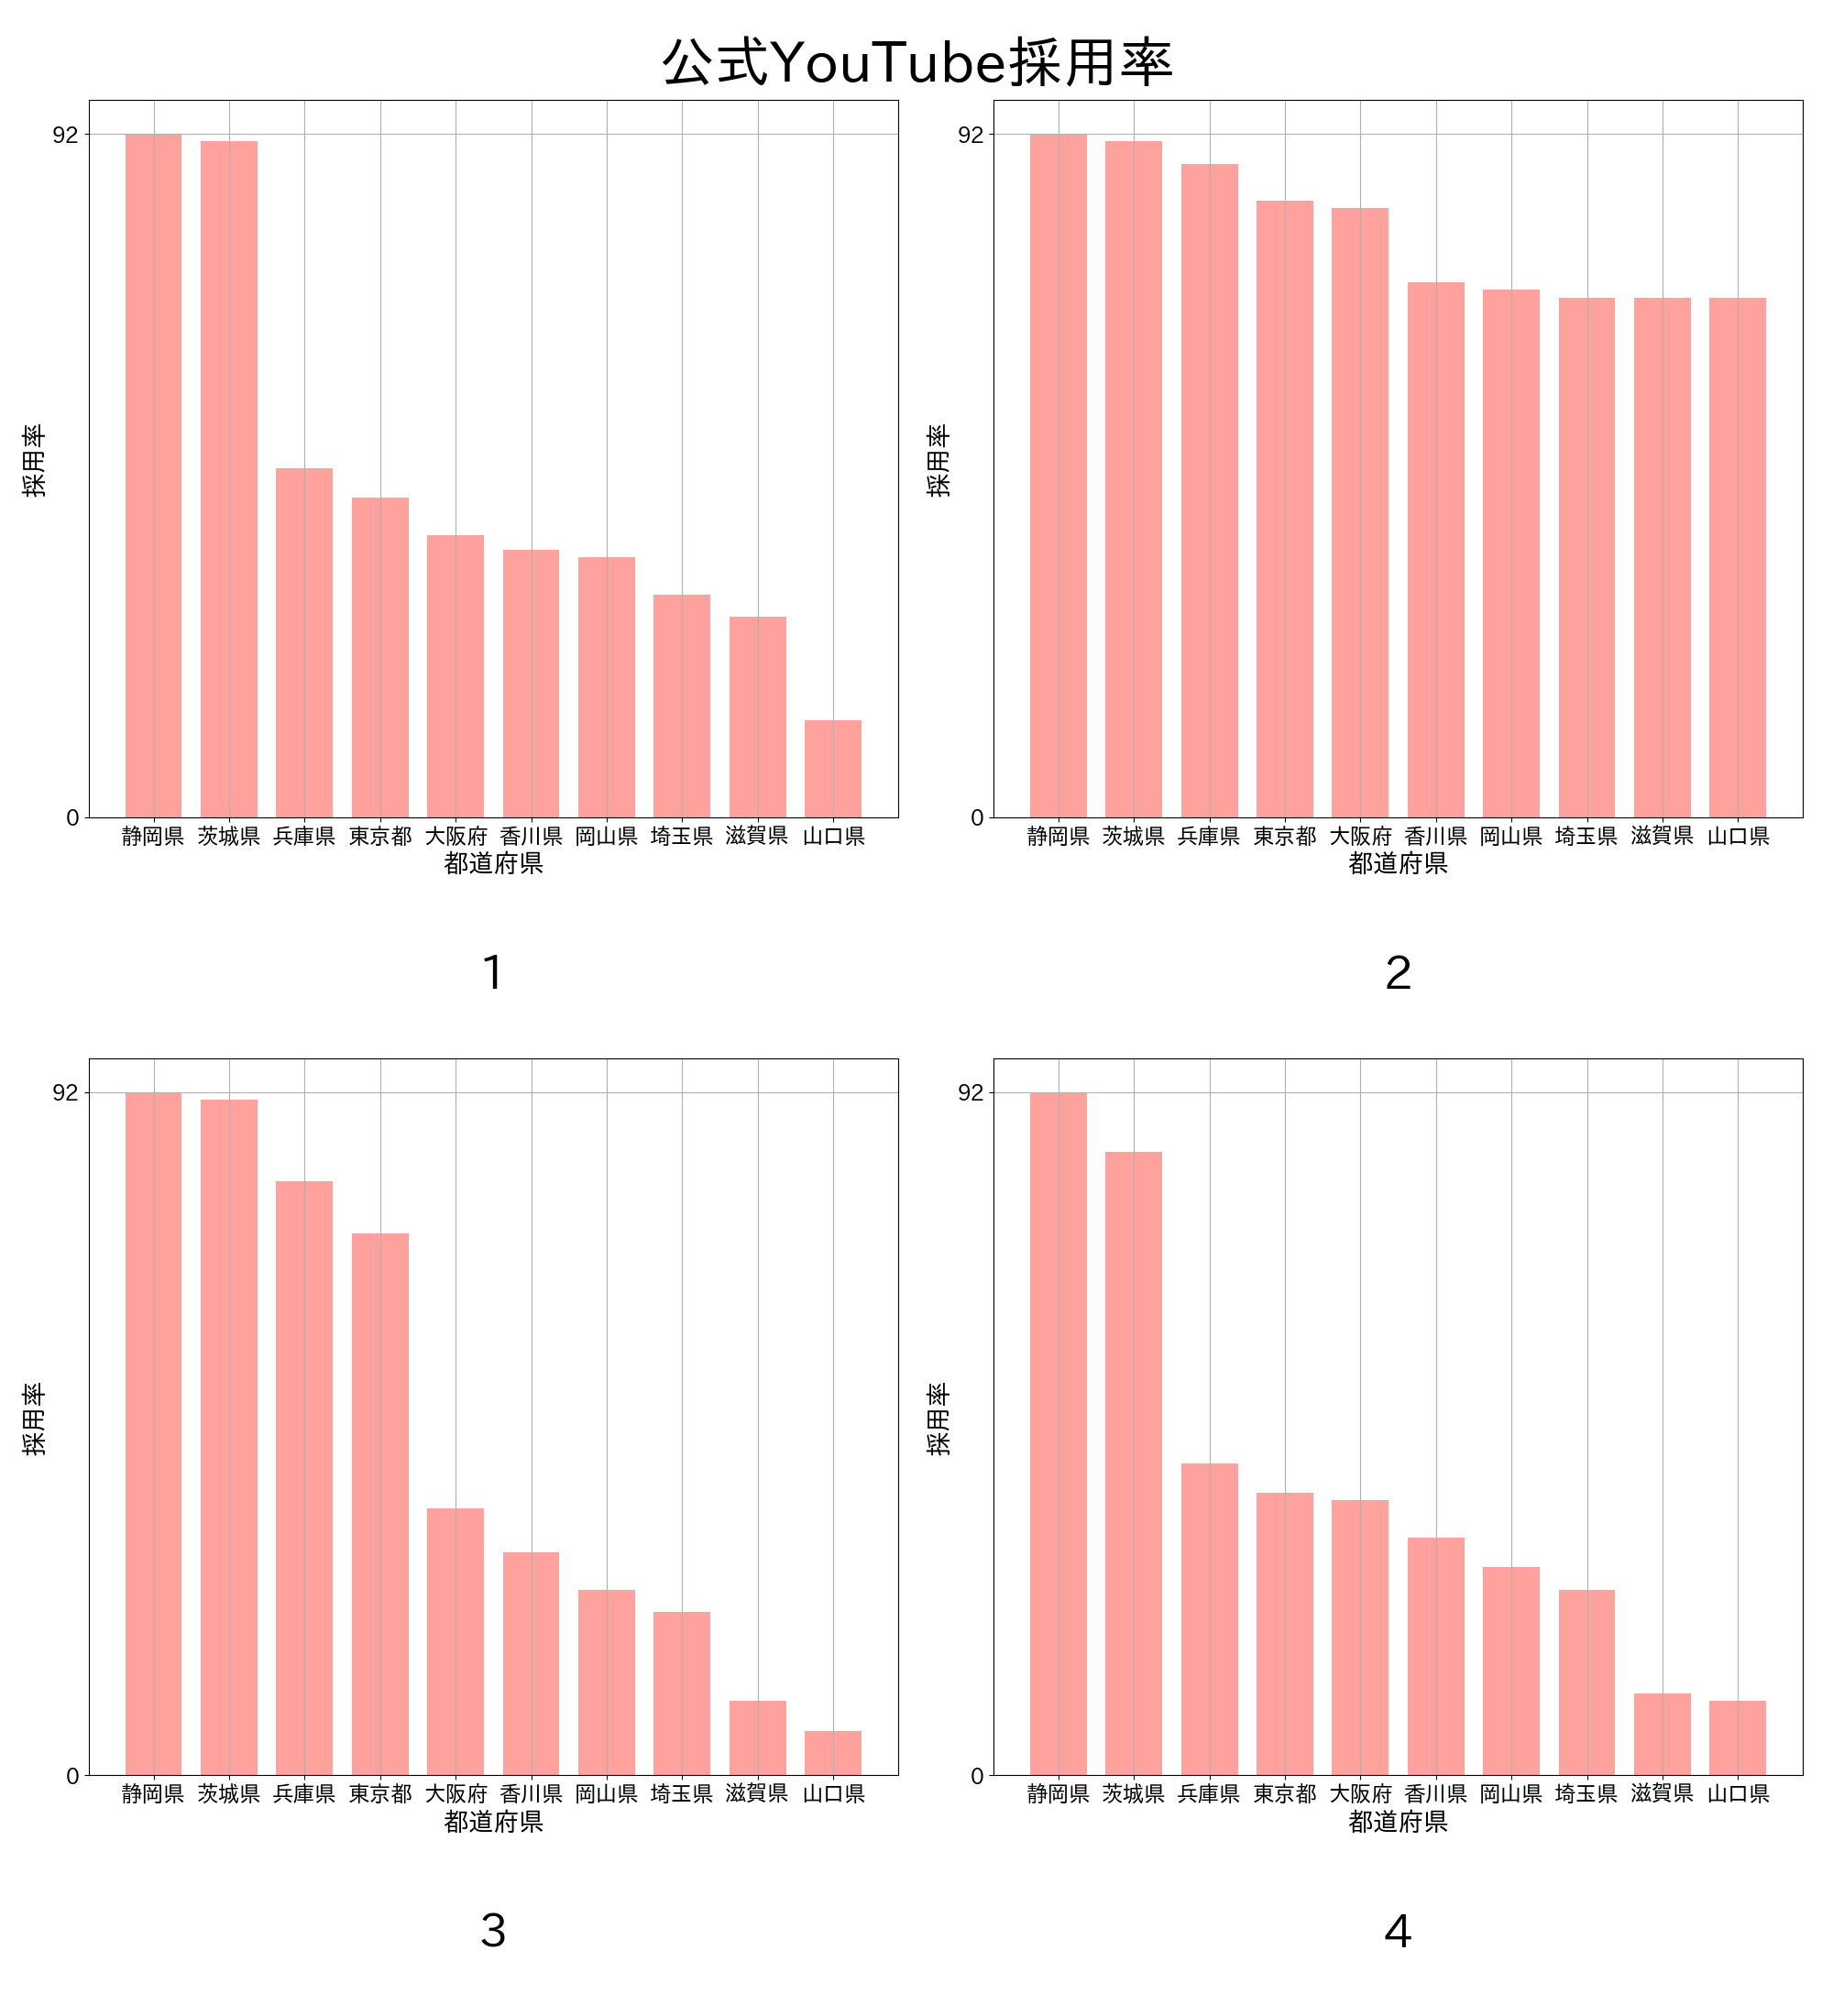 公式YouTube採用率
92
採用率
0
静岡県 茨城県 兵庫県 東京都 大阪府 香川県 岡山県 埼玉県 滋賀県 山口県
都道府県
1
92
採用率
0
静岡県 茨城県 兵庫県 東京都 大阪府 香川県 岡山県 埼玉県 滋賀県 山口県
都道府県
2
92
採用率
0
静岡県 茨城県 兵庫県 東京都 大阪府 香川県 岡山県 埼玉県 滋賀県 山口県
都道府県
3
92
採用率
0
静岡県 茨城県 兵庫県 東京都 大阪府 香川県 岡山県 埼玉県 滋賀県 山口県
都道府県
4